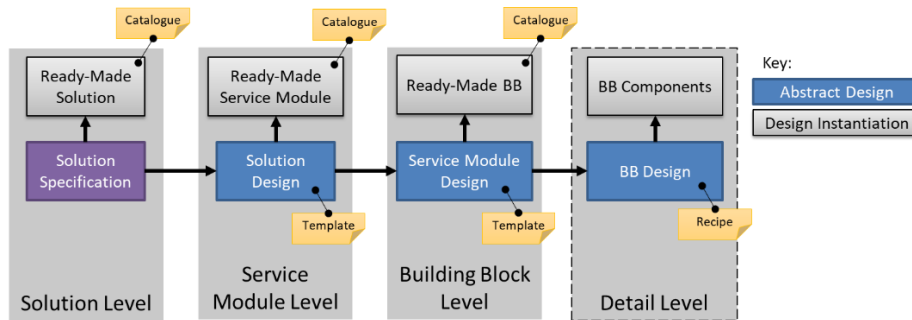 Catalogue
Catalogue
Catalogue
Ready-Made
Solution
Ready-Made
Service Module
Ready-Made BB
BB Components
Key:
Abstract Design
Design Instantiation
Solution
Specification
Solution
Design
Service Module
Design
BB Design
Template
Template
Recipe
Solution Level
Service
Module Level
Building Block
Level
Detail Level